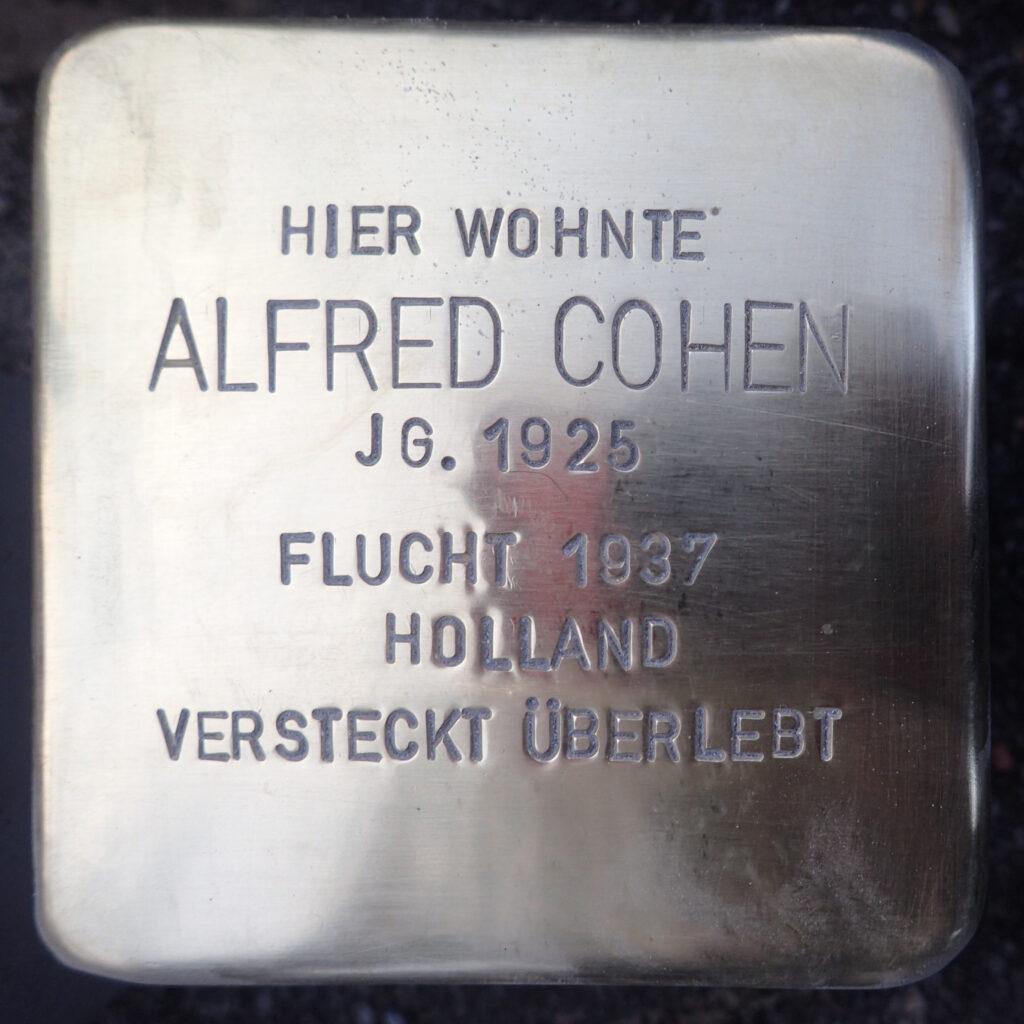 HIER WOHNTE
ALFRED COHEN
JG. 1925
FLUCHT 1937
HOLLAND
VERSTECKT ÜBERLEBT